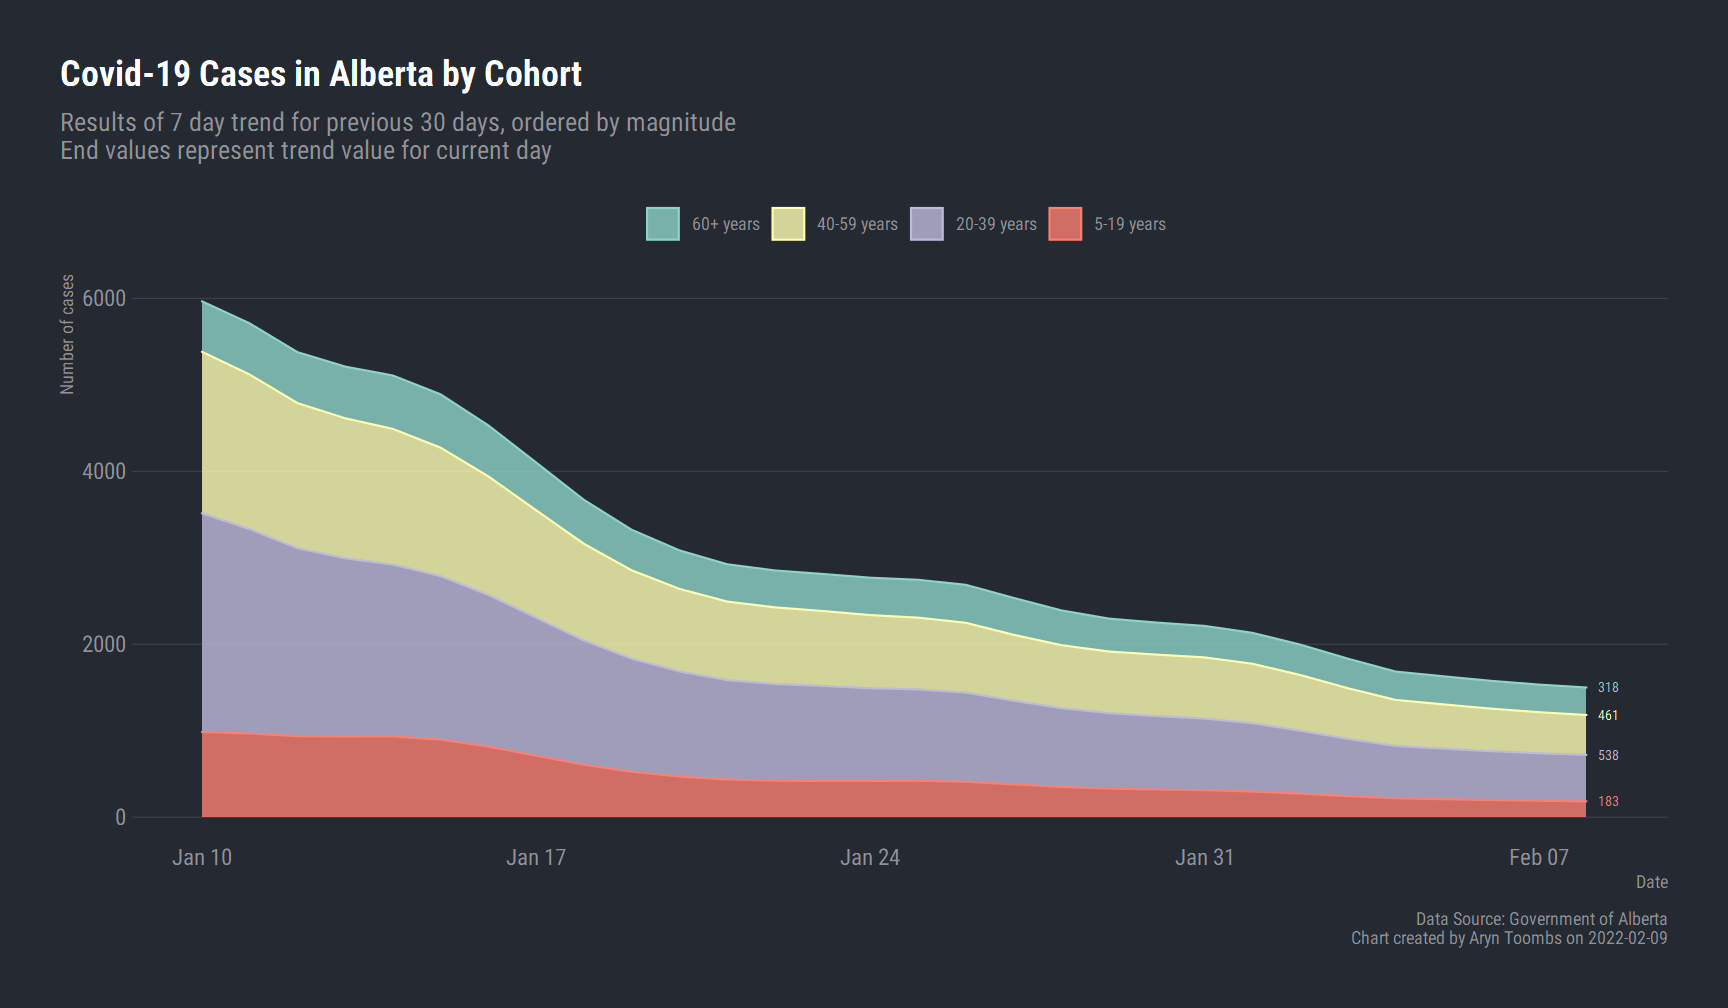 Covid-19 Cases in Alberta by Cohort
Results of 7 day trend for previous 30 days, ordered by magnitude
End values represent trend value for current day
60+ years
40-59 years
20-39 years
5-19 years
Number of cases
6000
4000
2000
0
318
461
538
183
Jan 10
Jan 17
Jan 24
Jan 31
Feb 07
Date
Data Source: Government of Alberta
Chart created by Aryn Toombs on 2022-02-09